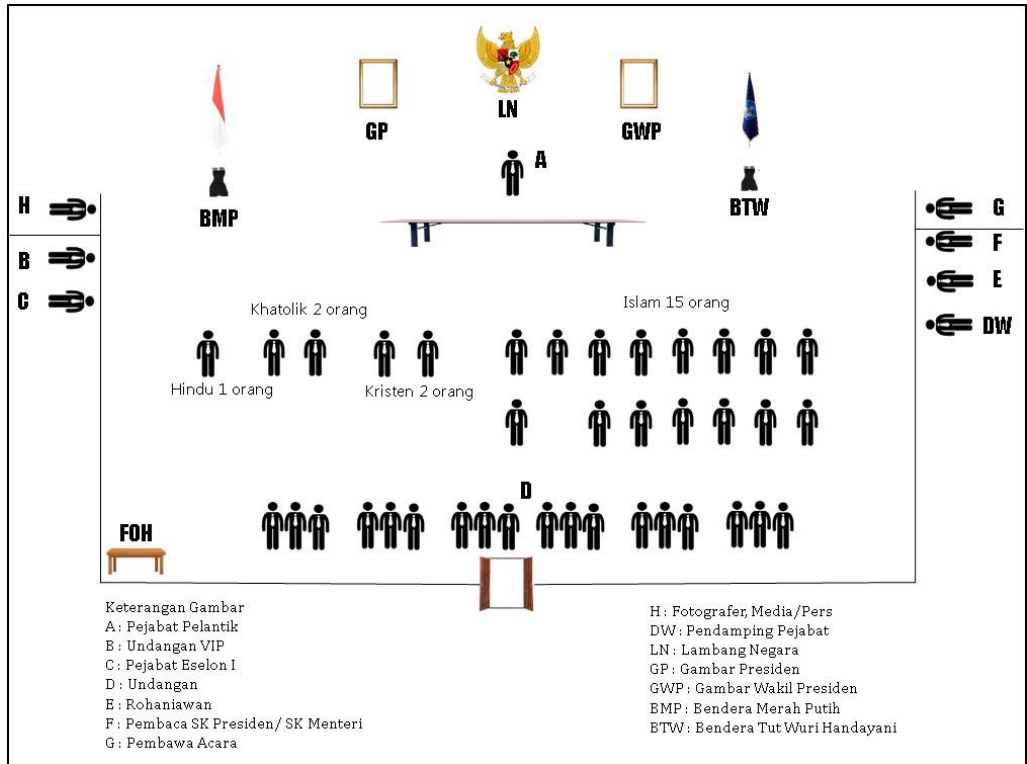 LN
GP
GWP
A
BMP
BTW
H
G
B
F
C
E
DW
Khatolik 2 orang
Islam 15 orang
Hindu 1 orang
Kristen 2 orang
D
FOH
Keterangan Gambar
A : Pejabat Pelantik
B : Undangan VIP
C : Pejabat Eselon I
D : Undangan
E : Rohaniawan
F : Pembaca SK Presiden/ SK Menteri
G : Pembawa Acara
H : Fotografer, Media/Pers
DW : Pendamping Pejabat
LN : Lambang Negara
GP : Gambar Presiden
GWP : Gambar Wakil Presiden
BMP : Bendera Merah Putih
BTW : Bendera Tut Wuri Handayani